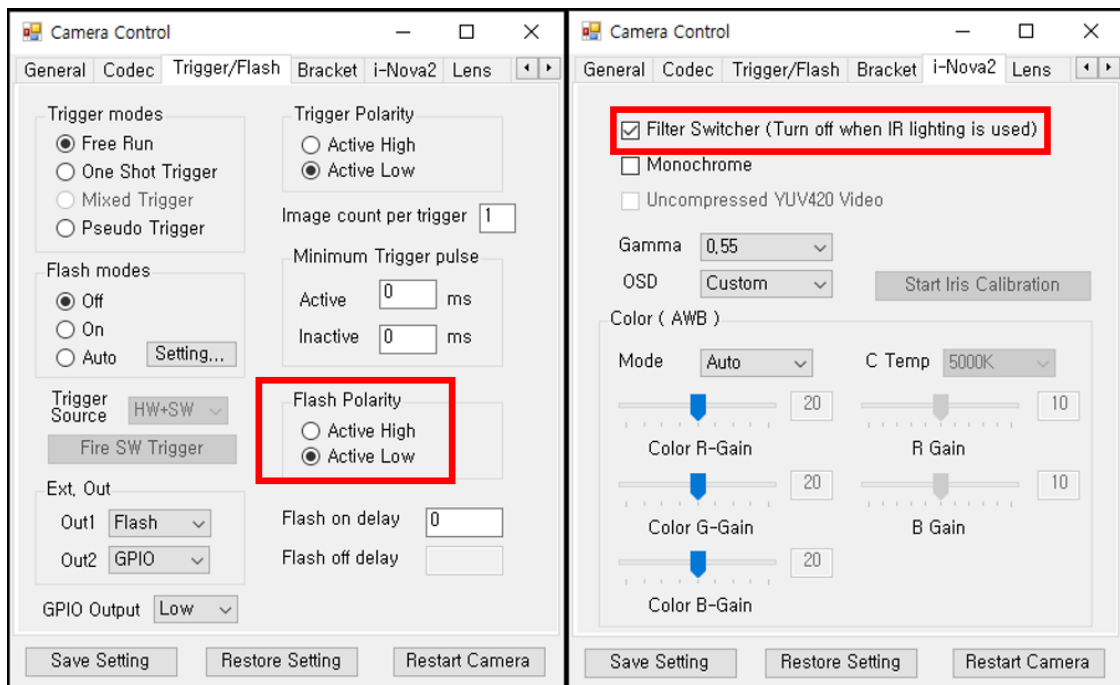 Camera Control
General Codec Trigger/Flash Bracket i-Nova2 Lens
Trigger modes
Free Run
One Shot Trigger
Mixed Trigger
Pseudo Trigger
Flash modes
Off
On
Auto Setting...
Trigger Source HW+SW
Fire SW Trigger
Ext. Out
Out1 Flash
Out2 GPIO
GPIO Output Low
Trigger Polarity
Active High
Active Low
Image count per trigger 1
Minimum Trigger pulse
Active 0 ms
Inactive 0 ms
Flash Polarity
Active High
Active Low
Flash on delay 0
Flash off delay
Save Setting Restore Setting Restart Camera
Camera Control
General Codec Trigger/Flash Bracket i-Nova2 Lens
Filter Switcher (Turn off when IR lighting is used)
Monochrome
Uncompressed YUV420 Video
Gamma 0.55
OSD Custom Start Iris Calibration
Color ( AWB )
Mode Auto C Temp 5000K
20 10
Color R-Gain R Gain
20 10
Color G-Gain B Gain
20
Color B-Gain
Save Setting Restore Setting Restart Camera